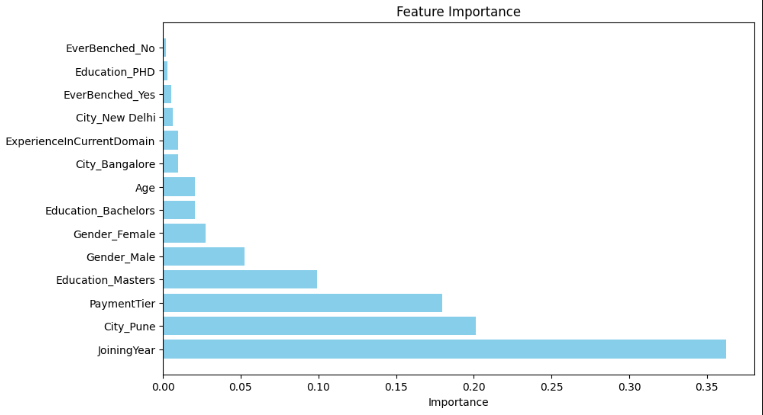 Feature Importance
EverBenched_No
Education_PHD
EverBenched_Yes
City_New Delhi
ExperienceInCurrentDomain
City_Bangalore
Age
Education_Bachelors
Gender_Female
Gender_Male
Education_Masters
PaymentTier
City_Pune
JoiningYear
0.00 0.05 0.10 0.15 0.20 0.25 0.30 0.35
Importance